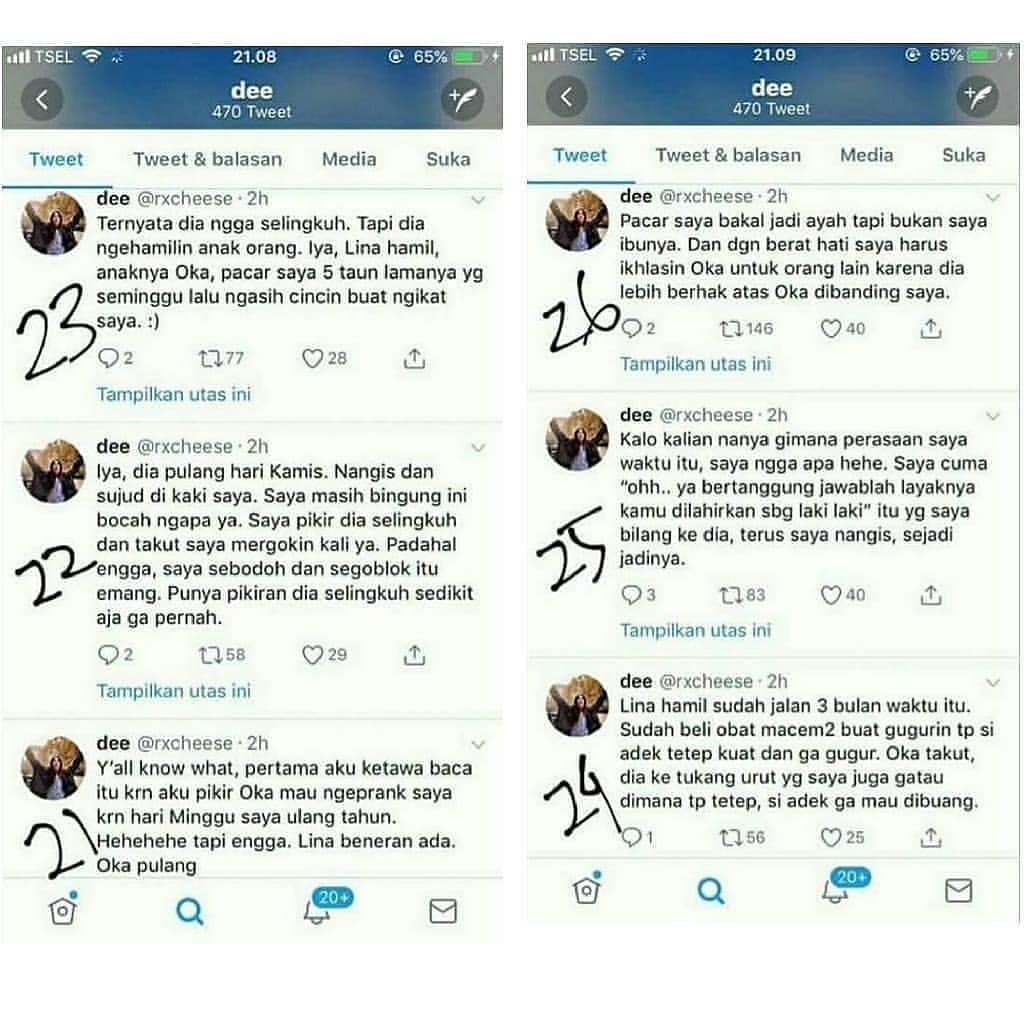 TSEL 21.08 65%
dee
470 Tweet
Tweet Tweet & balasan Media Suka
dee @rxcheese · 2h
Ternyata dia ngga selingkuh. Tapi dia
ngehamilin anak orang. Iya, Lina hamil,
anaknya Oka, pacar saya 5 taun lamanya yg
seminggu lalu ngasih cincin buat ngikat
saya. :)
23
2 77 28
Tampilkan utas ini
dee @rxcheese · 2h
Iya, dia pulang hari Kamis. Nangis dan
sujud di kaki saya. Saya masih bingung ini
bocah ngapa ya. Saya pikir dia selingkuh
dan takut saya mergokin kali ya. Padahal
engga, saya sebodoh dan segoblok itu
emang. Punya pikiran dia selingkuh sedikit
aja ga pernah.
22
2 58 29
Tampilkan utas ini
dee @rxcheese · 2h
Y'all know what, pertama aku ketawa baca
itu krn aku pikir Oka mau ngeprank saya
krn hari Minggu saya ulang tahun.
Hehehehe tapi engga. Lina beneran ada.
Oka pulang
21
20+
TSEL 21.09 65%
dee
470 Tweet
Tweet Tweet & balasan Media Suka
dee @rxcheese · 2h
Pacar saya bakal jadi ayah tapi bukan saya
ibunya. Dan dgn berat hati saya harus
ikhlasin Oka untuk orang lain karena dia
lebih berhak atas Oka dibanding saya.
26
2 146 40
Tampilkan utas ini
dee @rxcheese · 2h
Kalo kalian nanya gimana perasaan saya
waktu itu, saya ngga apa hehe. Saya cuma
“ohh.. ya bertanggung jawablah layaknya
kamu dilahirkan sbg laki laki” itu yg saya
bilang ke dia, terus saya nangis, sejadi
jadinya.
25
3 83 40
Tampilkan utas ini
dee @rxcheese · 2h
Lina hamil sudah jalan 3 bulan waktu itu.
Sudah beli obat macem2 buat gugurin tp si
adek tetep kuat dan ga gugur. Oka takut,
dia ke tukang urut yg saya juga gatau
dimana tp tetep, si adek ga mau dibuang.
24
1 56 25
20+